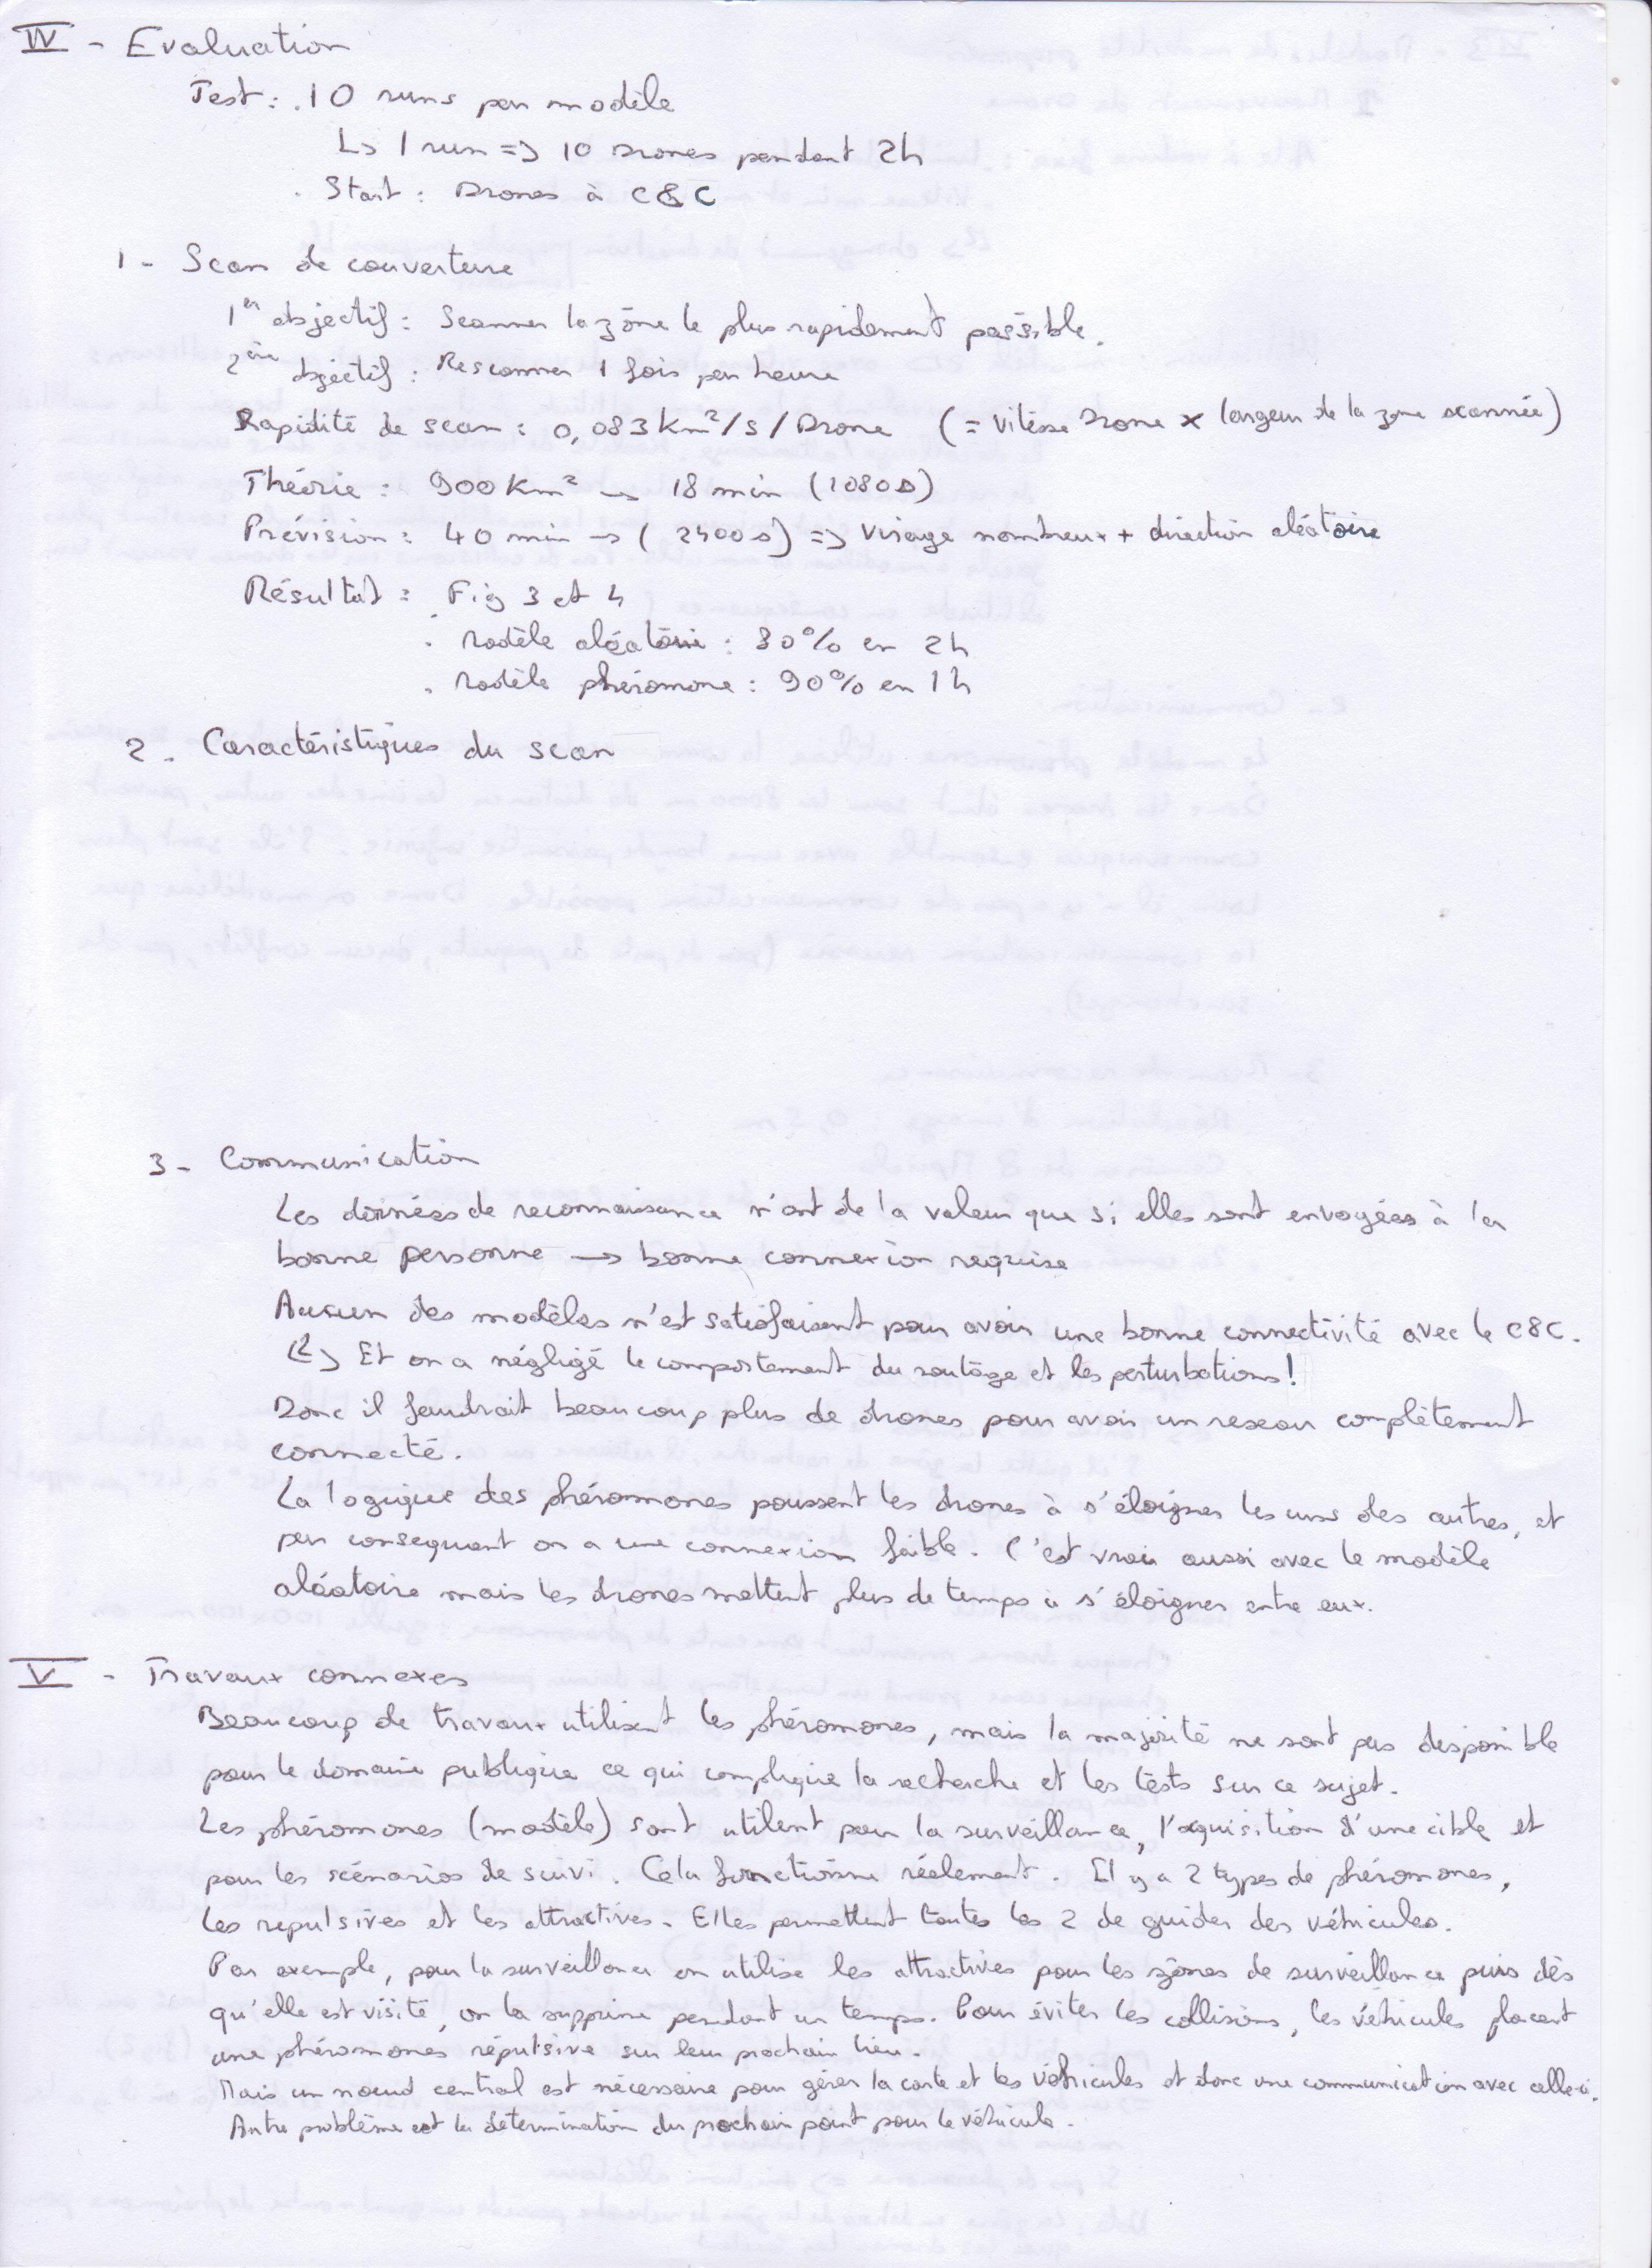 IV - Evaluation
Test : . 10 runs par modèle
↳ 1 run => 10 Drones pendant 2h
. Start : Drones à C&C
1 - Scan de couverture
1er objectif : Scanner la zône le plus rapidement possible.
2ème objectif : Rescanner 1 fois par heure
Rapidité de scan : 0,083 km²/s/Drone (= Vitesse Drone x largeur de la zone scannée)
Théorie : 900 km² -> 18 min (1080s)
Prévision : 40 min -> (2400s) => Virage nombreux + direction aléatoire
Résultat : Fig 3 et 4
. Modèle aléatoire : 80% en 2h
. Modèle phéromone : 90% en 1h
2 - Caractéristiques du scan
3 - Communication
Les données de reconnaissance n'ont de la valeur que si elles sont envoyées à la
bonne personne -> bonne connexion requise
Aucun des modèles n'est satisfaisant pour avoir une bonne connectivité avec le C&C.
↳ Et on a négligé le comportement du routage et les perturbations !
Donc il faudrait beaucoup plus de drones pour avoir un reseau complètement
connecté.
La logique des phéromones poussent les drones à s'éloigner les uns des autres, et
par consequent on a une connexion faible. C'est vrai aussi avec le modèle
aléatoire mais les drones mettent plus de temps à s'éloigner entre eux.
V - Travaux connexes
Beaucoup de travaux utilisent les phéromones, mais la majorité ne sont pas disponible
pour le domaine publique ce qui complique la recherche et les tests sur ce sujet.
Les phéromones (modèle) sont utilent pour la surveillance, l'aquisition d'une cible et
pour les scénarios de suivi. Cela fonctionne réelement. Il y a 2 types de phéromones,
les repulsives et les attractives. Elles permettent toutes les 2 de guider des véhicules.
Par exemple, pour la surveillance on utilise les attractives pour les zônes de surveillance puis dès
qu'elle est visité, on la supprime pendant un temps. Pour éviter les collisions, les véhicules placent
une phéromones répulsive sur leur prochain lieu.
Mais un noeud central est nécessaire pour gérer la carte et les véhicules et donc une communication avec celle-ci.
Autre problème est la détermination du prochain point pour le véhicule.